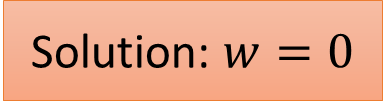 Solution: w = 0